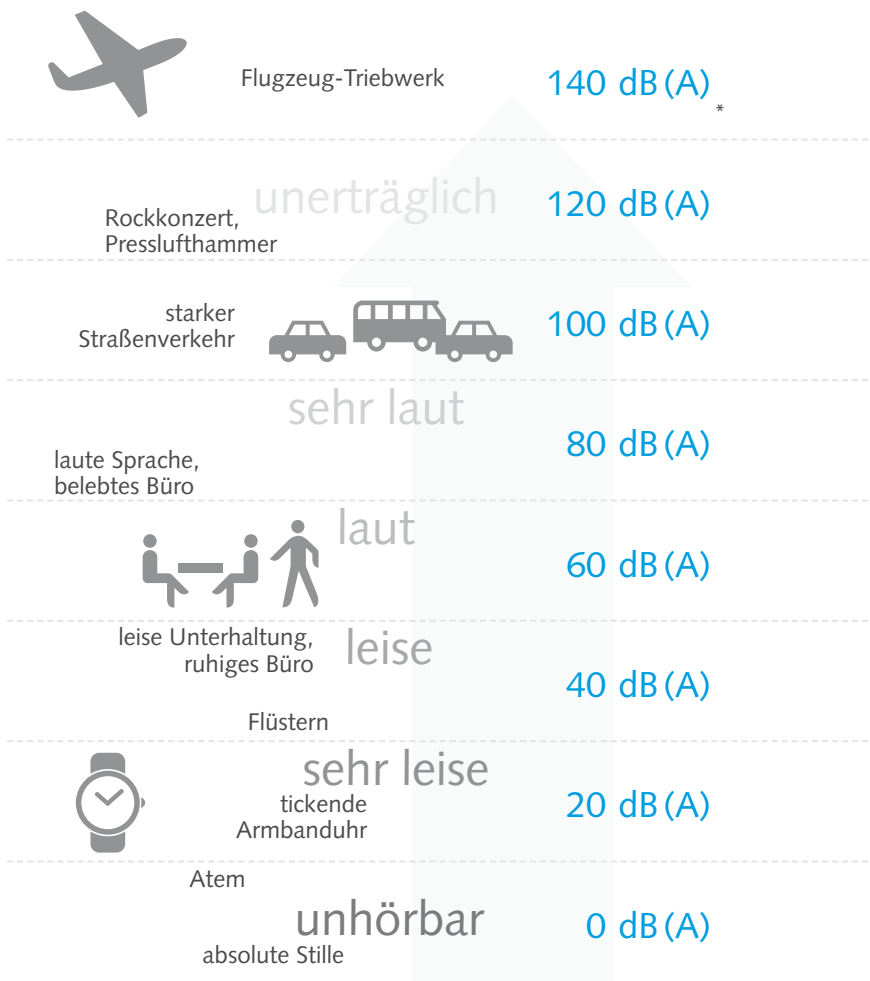 Flugzeug-Triebwerk
140 dB (A)
*
unerträglich
120 dB (A)
Rockkonzert,
Presslufthammer
starker
Straßenverkehr
100 dB (A)
sehr laut
80 dB (A)
laute Sprache,
belebtes Büro
laut
60 dB (A)
leise Unterhaltung,
ruhiges Büro
leise
40 dB (A)
Flüstern
sehr leise
tickende
Armbanduhr
20 dB (A)
Atem
unhörbar
0 dB (A)
absolute Stille